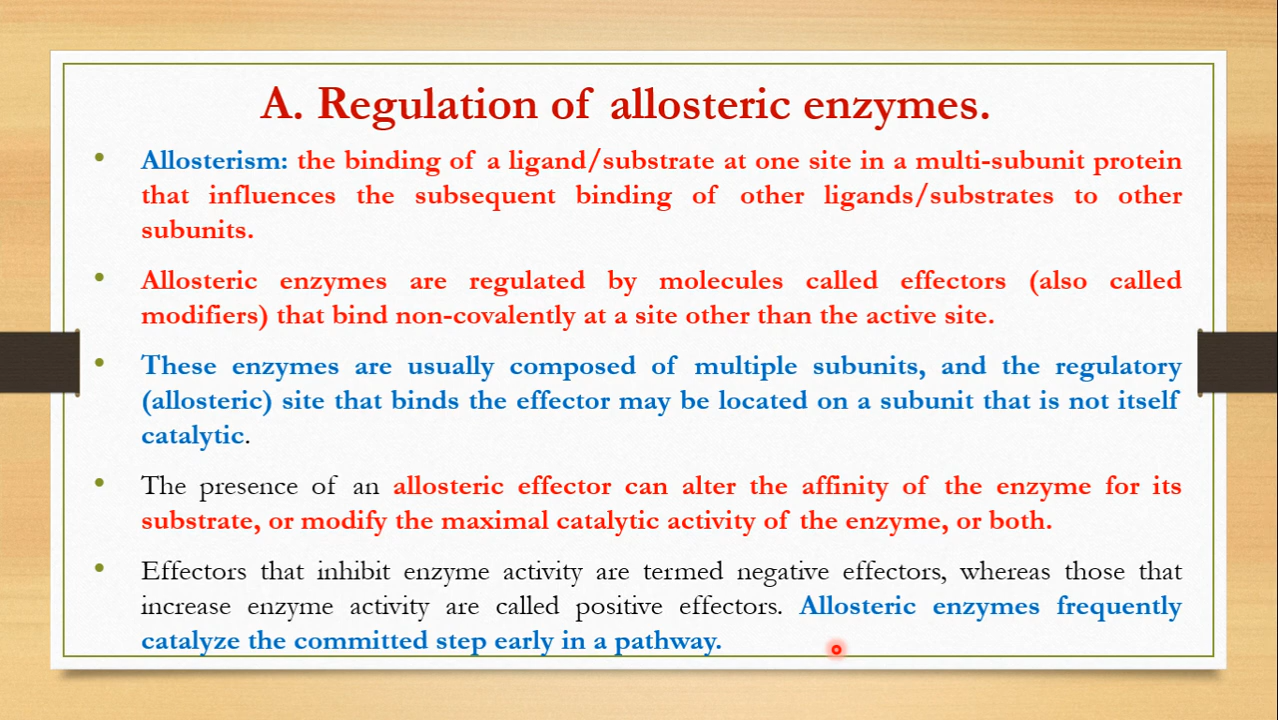 A. Regulation of allosteric enzymes.
• Allosterism: the binding of a ligand/substrate at one site in a multi-subunit protein
that influences the subsequent binding of other ligands/substrates to other
subunits.
• Allosteric enzymes are regulated by molecules called effectors (also called
modifiers) that bind non-covalently at a site other than the active site.
• These enzymes are usually composed of multiple subunits, and the regulatory
(allosteric) site that binds the effector may be located on a subunit that is not itself
catalytic.
• The presence of an allosteric effector can alter the affinity of the enzyme for its
substrate, or modify the maximal catalytic activity of the enzyme, or both.
• Effectors that inhibit enzyme activity are termed negative effectors, whereas those that
increase enzyme activity are called positive effectors. Allosteric enzymes frequently
catalyze the committed step early in a pathway.